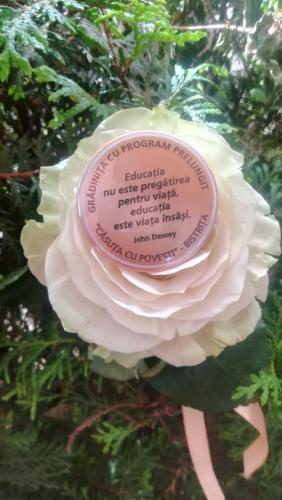 GRĂDINIȚA CU PROGRAM PRELUNGIT
Educația
nu este pregătirea
pentru viață,
educația
este viața însăși.
John Dewey
"CĂSUȚA CU POVEȘTI" - BISTRIȚA